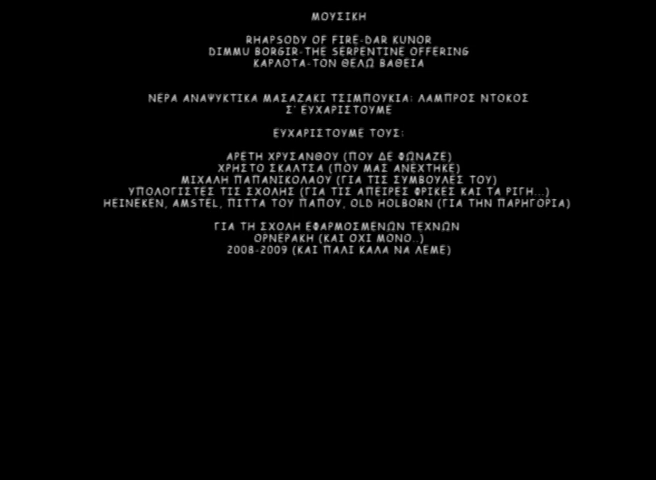 ΜΟΥΣΙΚΗ
RHAPSODY OF FIRE-DAR KUNOR
DIMMU BORGIR-THE SERPENTINE OFFERING
ΚΑΡΛΟΤΑ-ΤΟΝ ΘΕΛΩ ΒΑΘΕΙΑ
ΝΕΡΑ ΑΝΑΨΥΚΤΙΚΑ ΜΑΣΑΖΑΚΙ ΤΣΙΜΠΟΥΚΙΑ: ΛΑΜΠΡΟΣ ΝΤΟΚΟΣ
Σ' ΕΥΧΑΡΙΣΤΟΥΜΕ
ΕΥΧΑΡΙΣΤΟΥΜΕ ΤΟΥΣ:
ΑΡΕΤΗ ΧΡΥΣΑΝΘΟΥ (ΠΟΥ ΔΕ ΦΩΝΑΖΕ)
ΧΡΗΣΤΟ ΣΚΑΛΤΣΑ (ΠΟΥ ΜΑΣ ΑΝΕΧΤΗΚΕ)
ΜΙΧΑΛΗ ΠΑΠΑΝΙΚΟΛΑΟΥ (ΓΙΑ ΤΙΣ ΣΥΜΒΟΥΛΕΣ ΤΟΥ)
ΥΠΟΛΟΓΙΣΤΕΣ ΤΙΣ ΣΧΟΛΗΣ (ΓΙΑ ΤΙΣ ΑΠΕΙΡΕΣ ΦΡΙΚΕΣ ΚΑΙ ΤΑ ΡΙΓΗ...)
HEINEKEN, AMSTEL, ΠΙΤΤΑ ΤΟΥ ΠΑΠΟΥ, OLD HOLBORN (ΓΙΑ ΤΗΝ ΠΑΡΗΓΟΡΙΑ)
ΓΙΑ ΤΗ ΣΧΟΛΗ ΕΦΑΡΜΟΣΜΕΝΩΝ ΤΕΧΝΩΝ
ΟΡΝΕΡΑΚΗ (ΚΑΙ ΟΧΙ ΜΟΝΟ..)
2008-2009 (ΚΑΙ ΠΑΛΙ ΚΑΛΑ ΝΑ ΛΕΜΕ)